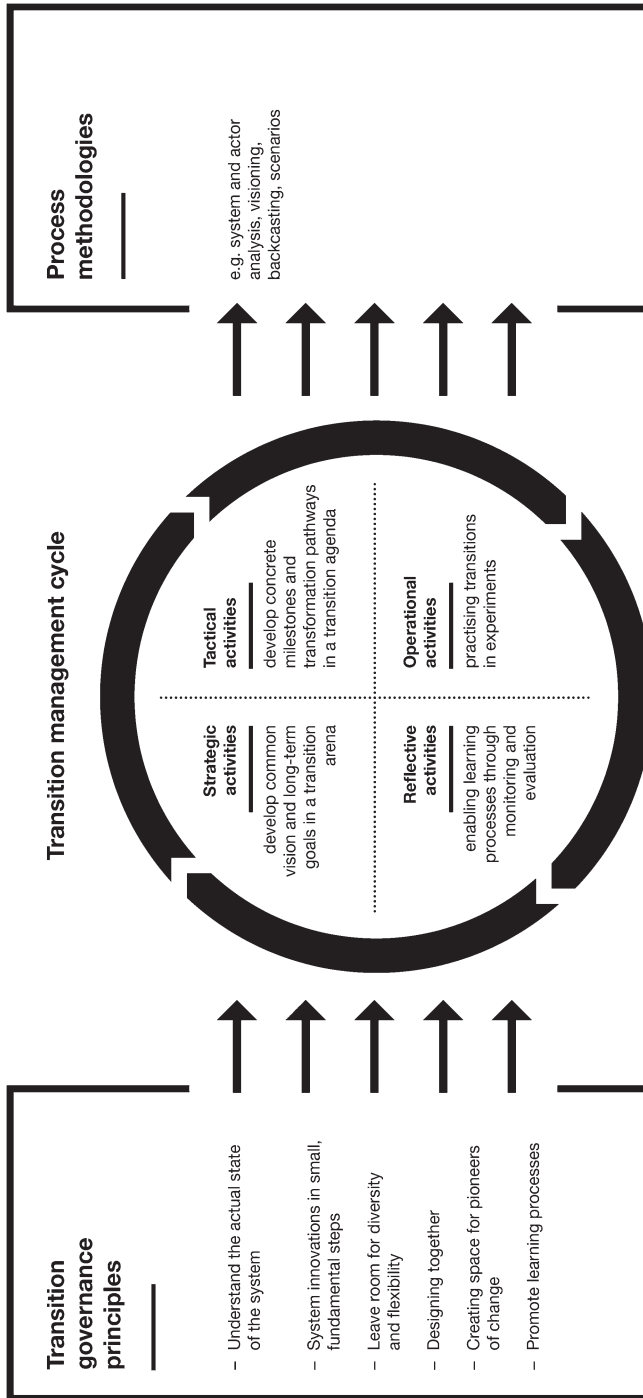 Transition
governance
principles
– Understand the actual state
of the system
– System innovations in small,
fundamental steps
– Leave room for diversity
and flexibility
– Designing together
– Creating space for pioneers
of change
– Promote learning processes
Transition management cycle
Strategic
activities
develop common
vision and long-term
goals in a transition
arena
Tactical
activities
develop concrete
milestones and
transformation pathways
in a transition agenda
Reflective
activities
enabling learning
processes through
monitoring and
evaluation
Operational
activities
practising transitions
in experiments
Process
methodologies
e.g. system and actor
analysis, visioning,
backcasting, scenarios